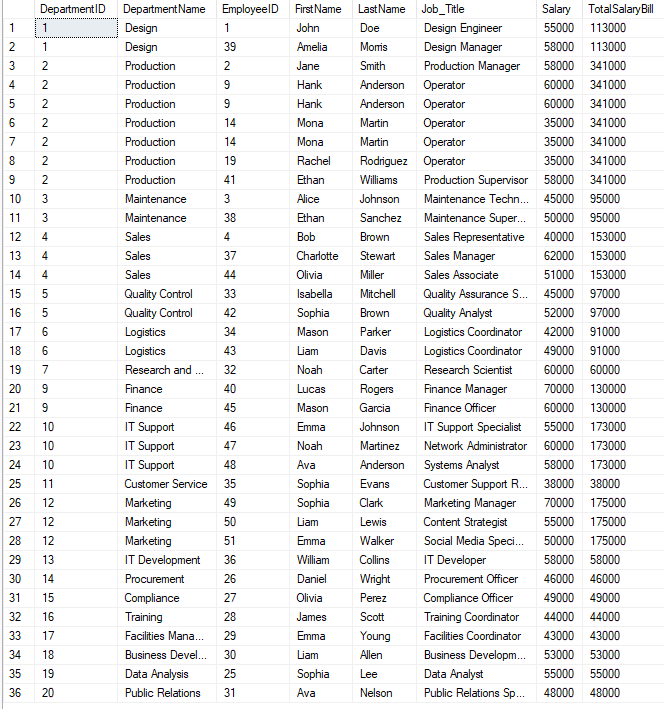 DepartmentID DepartmentName EmployeeID FirstName LastName Job_Title Salary TotalSalaryBill
1 1 Design 1 John Doe Design Engineer 55000 113000
2 1 Design 39 Amelia Morris Design Manager 58000 113000
3 2 Production 2 Jane Smith Production Manager 58000 341000
4 2 Production 9 Hank Anderson Operator 60000 341000
5 2 Production 9 Hank Anderson Operator 60000 341000
6 2 Production 14 Mona Martin Operator 35000 341000
7 2 Production 14 Mona Martin Operator 35000 341000
8 2 Production 19 Rachel Rodriguez Operator 35000 341000
9 2 Production 41 Ethan Williams Production Supervisor 58000 341000
10 3 Maintenance 3 Alice Johnson Maintenance Techn... 45000 95000
11 3 Maintenance 38 Ethan Sanchez Maintenance Super... 50000 95000
12 4 Sales 4 Bob Brown Sales Representative 40000 153000
13 4 Sales 37 Charlotte Stewart Sales Manager 62000 153000
14 4 Sales 44 Olivia Miller Sales Associate 51000 153000
15 5 Quality Control 33 Isabella Mitchell Quality Assurance S... 45000 97000
16 5 Quality Control 42 Sophia Brown Quality Analyst 52000 97000
17 6 Logistics 34 Mason Parker Logistics Coordinator 42000 91000
18 6 Logistics 43 Liam Davis Logistics Coordinator 49000 91000
19 7 Research and ... 32 Noah Carter Research Scientist 60000 60000
20 9 Finance 40 Lucas Rogers Finance Manager 70000 130000
21 9 Finance 45 Mason Garcia Finance Officer 60000 130000
22 10 IT Support 46 Emma Johnson IT Support Specialist 55000 173000
23 10 IT Support 47 Noah Martinez Network Administrator 60000 173000
24 10 IT Support 48 Ava Anderson Systems Analyst 58000 173000
25 11 Customer Service 35 Sophia Evans Customer Support R... 38000 38000
26 12 Marketing 49 Sophia Clark Marketing Manager 70000 175000
27 12 Marketing 50 Liam Lewis Content Strategist 55000 175000
28 12 Marketing 51 Emma Walker Social Media Speci... 50000 175000
29 13 IT Development 36 William Collins IT Developer 58000 58000
30 14 Procurement 26 Daniel Wright Procurement Officer 46000 46000
31 15 Compliance 27 Olivia Perez Compliance Officer 49000 49000
32 16 Training 28 James Scott Training Coordinator 44000 44000
33 17 Facilities Mana... 29 Emma Young Facilities Coordinator 43000 43000
34 18 Business Devel... 30 Liam Allen Business Developm... 53000 53000
35 19 Data Analysis 25 Sophia Lee Data Analyst 55000 55000
36 20 Public Relations 31 Ava Nelson Public Relations Sp... 48000 48000